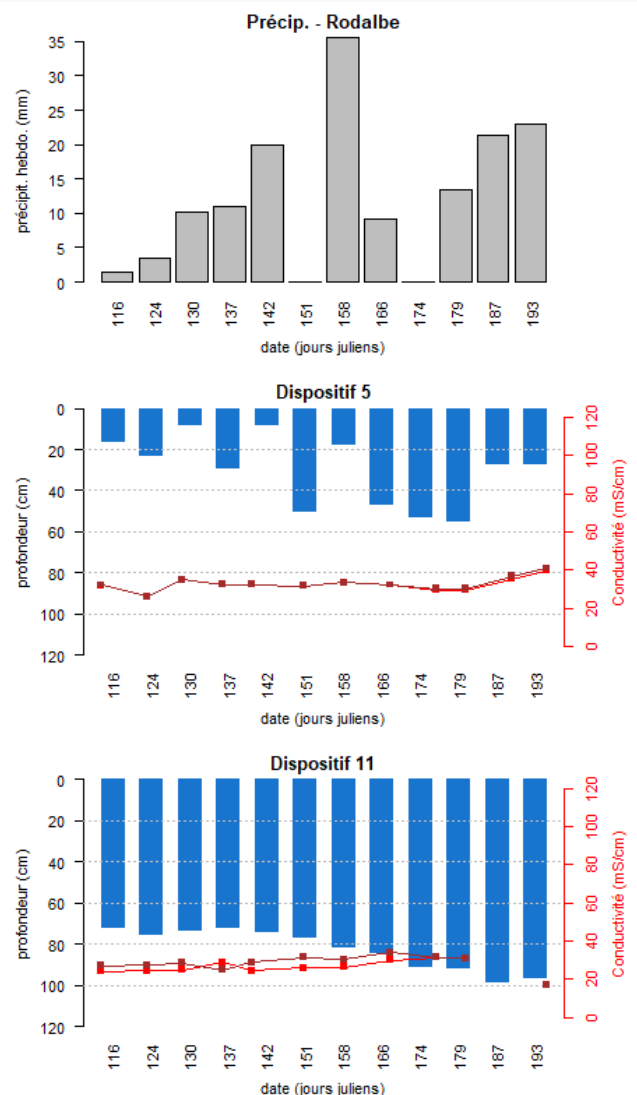 Précip. - Rodalbe
précipit. hebdo. (mm)
35
30
25
20
15
10
5
0
116 124 130 137 142 151 158 166 174 179 187 193
date (jours juliens)
Dispositif 5
profondeur (cm)
0
20
40
60
80
100
120
120
100
80
60
40
20
0
Conductivité (mS/cm)
116 124 130 137 142 151 158 166 174 179 187 193
date (jours juliens)
Dispositif 11
profondeur (cm)
0
20
40
60
80
100
120
120
100
80
60
40
20
0
Conductivité (mS/cm)
116 124 130 137 142 151 158 166 174 179 187 193
date (jours juliens)